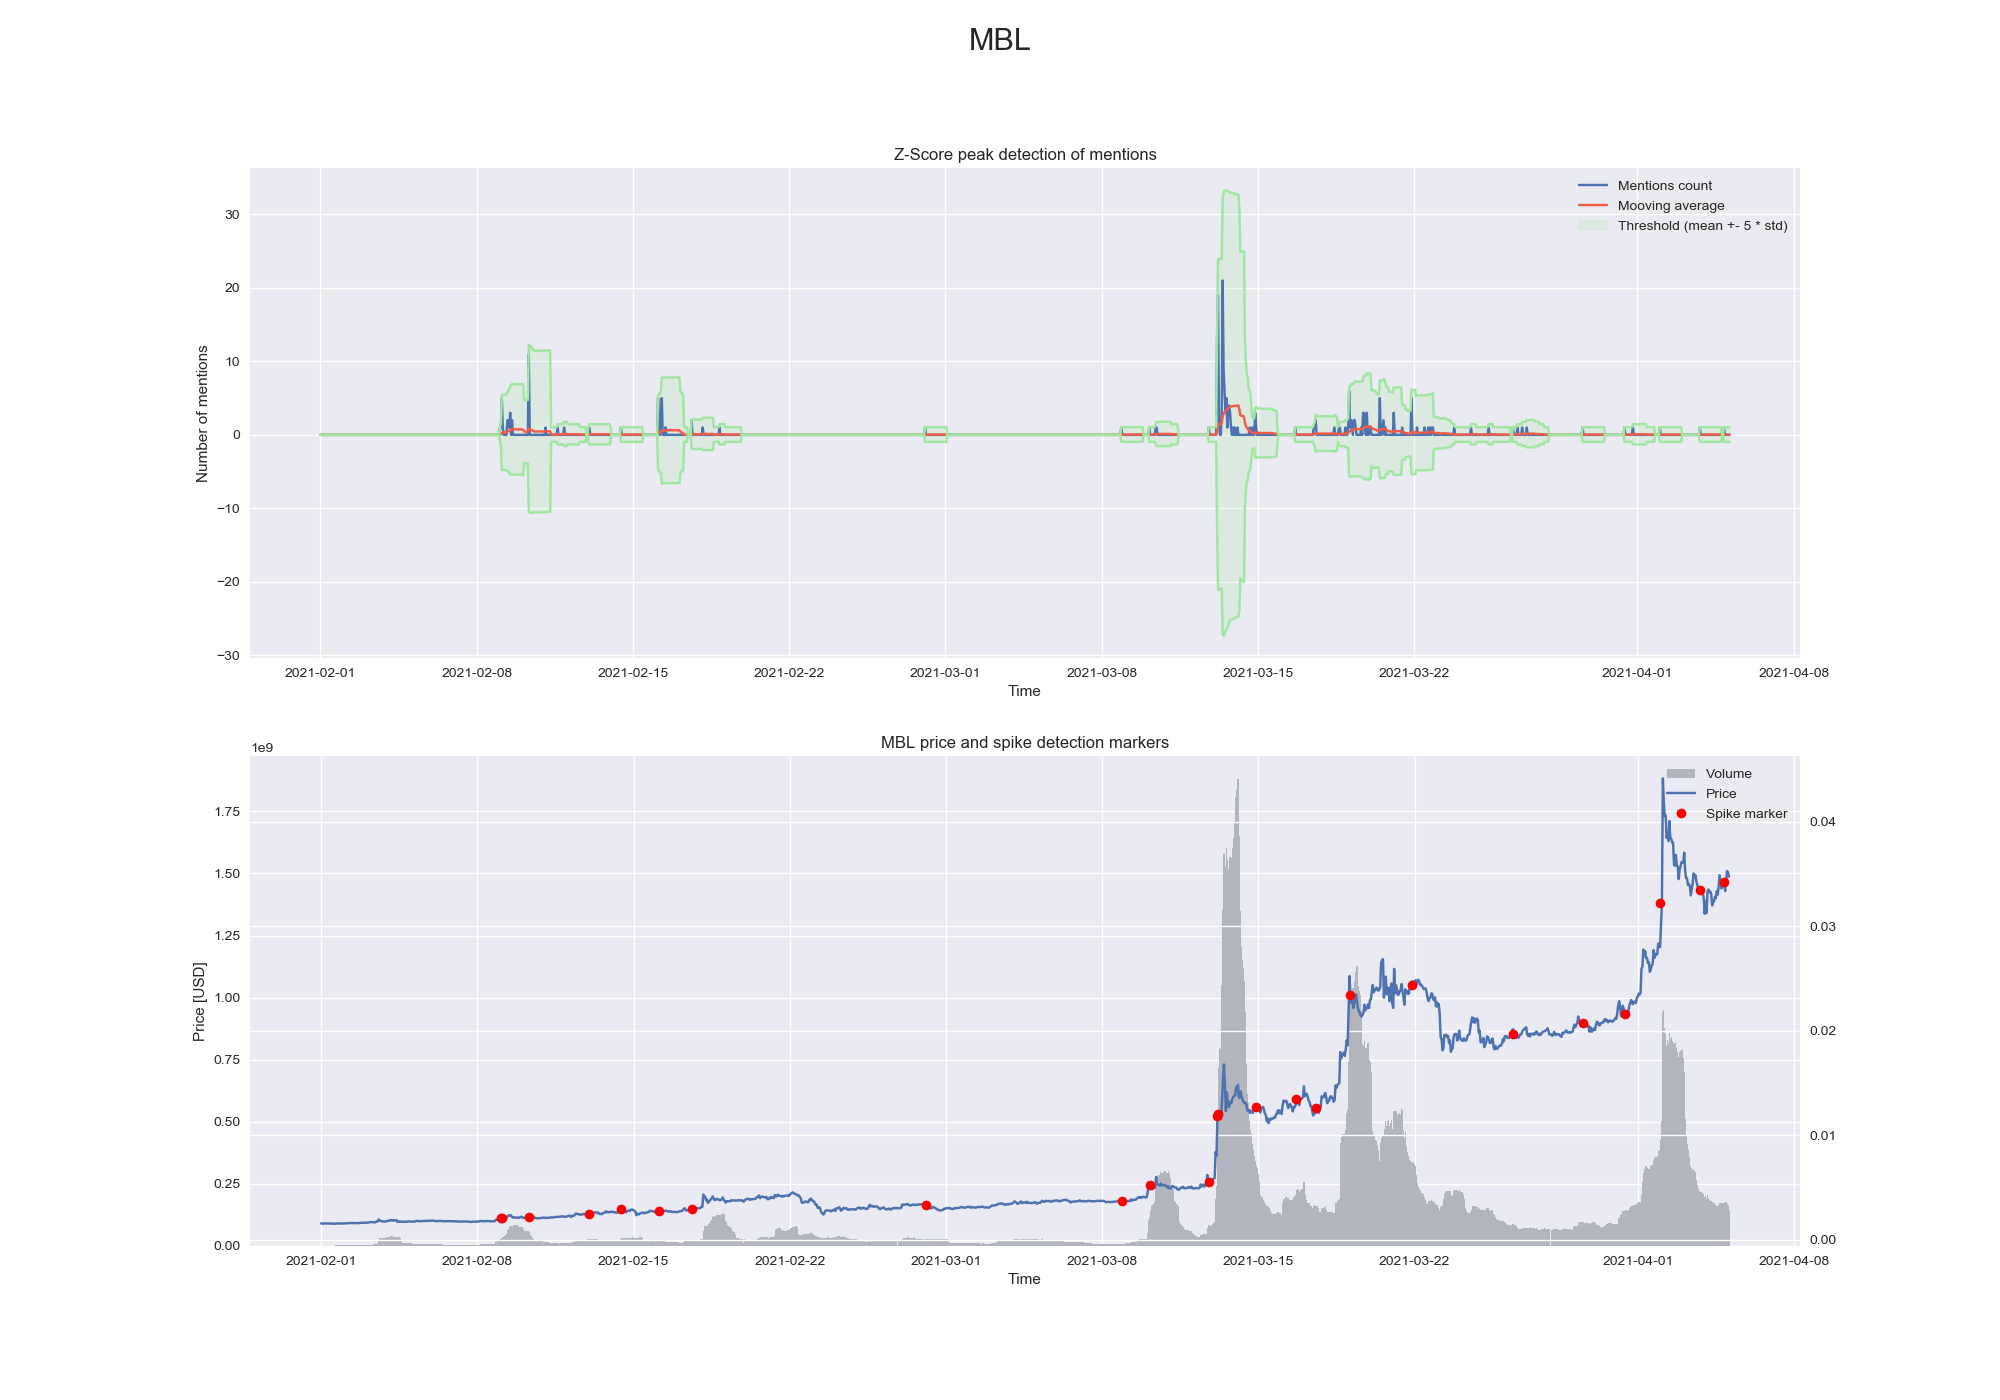 MBL
Z-Score peak detection of mentions
Mentions count
Mooving average
Threshold (mean +- 5 * std)
Number of mentions
30
20
10
0
−10
−20
−30
2021-02-01 2021-02-08 2021-02-15 2021-02-22 2021-03-01 2021-03-08 2021-03-15 2021-03-22 2021-04-01 2021-04-08
Time
MBL price and spike detection markers
1e9
Volume
Price
Spike marker
Price [USD]
1.75
1.50
1.25
1.00
0.75
0.50
0.25
0.00
0.04
0.03
0.02
0.01
0.00
2021-02-01 2021-02-08 2021-02-15 2021-02-22 2021-03-01 2021-03-08 2021-03-15 2021-03-22 2021-04-01 2021-04-08
Time